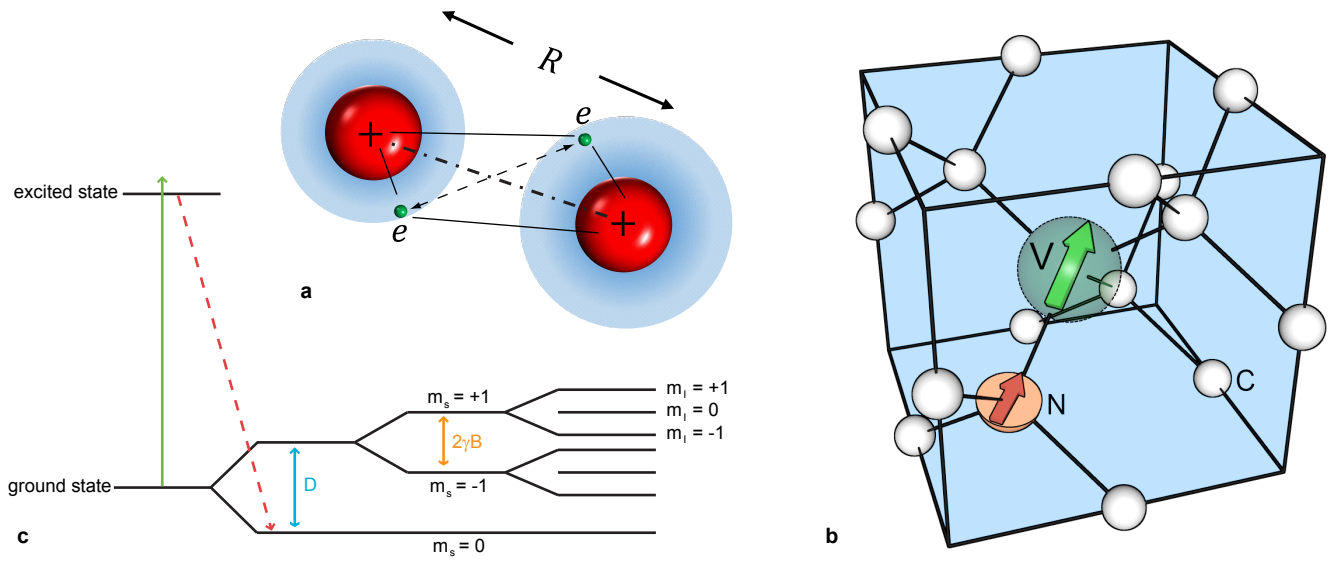 R
+
e
e
+
a
excited state
ground state
D
m_s = +1
2γB
m_s = -1
m_s = 0
m_I = +1
m_I = 0
m_I = -1
c
V
N
C
b